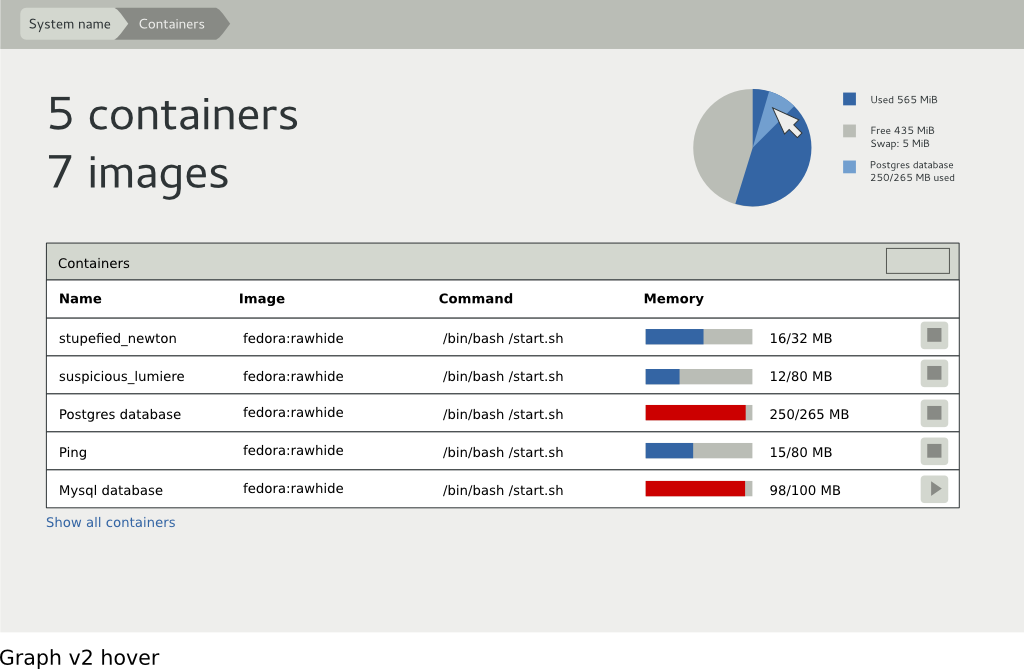 System name Containers
5 containers
7 images
Used 565 MiB
Free 435 MiB
Swap: 5 MiB
Postgres database
250/265 MB used
Containers
Name Image Command Memory
stupefied_newton fedora:rawhide /bin/bash /start.sh 16/32 MB
suspicious_lumiere fedora:rawhide /bin/bash /start.sh 12/80 MB
Postgres database fedora:rawhide /bin/bash /start.sh 250/265 MB
Ping fedora:rawhide /bin/bash /start.sh 15/80 MB
Mysql database fedora:rawhide /bin/bash /start.sh 98/100 MB
Show all containers
Graph v2 hover